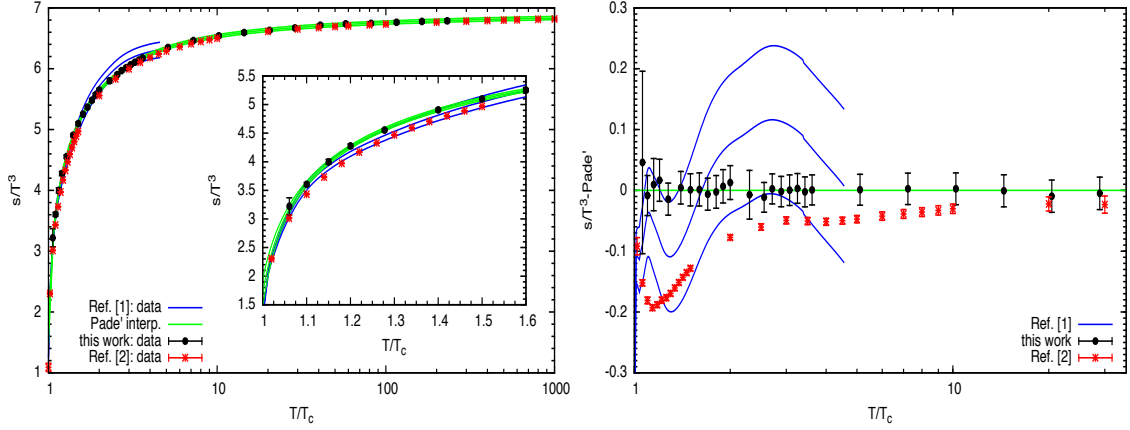 7
6
5
4
3
2
1
s/T³
1
10
100
1000
T/Tc
Ref. [1]: data
Pade' interp.
this work: data
Ref. [2]: data
5.5
5
4.5
4
3.5
3
2.5
2
1.5
s/T³
1
1.1
1.2
1.3
1.4
1.5
1.6
T/Tc
0.3
0.2
0.1
0
-0.1
-0.2
-0.3
s/T³-Pade'
1
10
T/Tc
Ref. [1]
this work
Ref. [2]